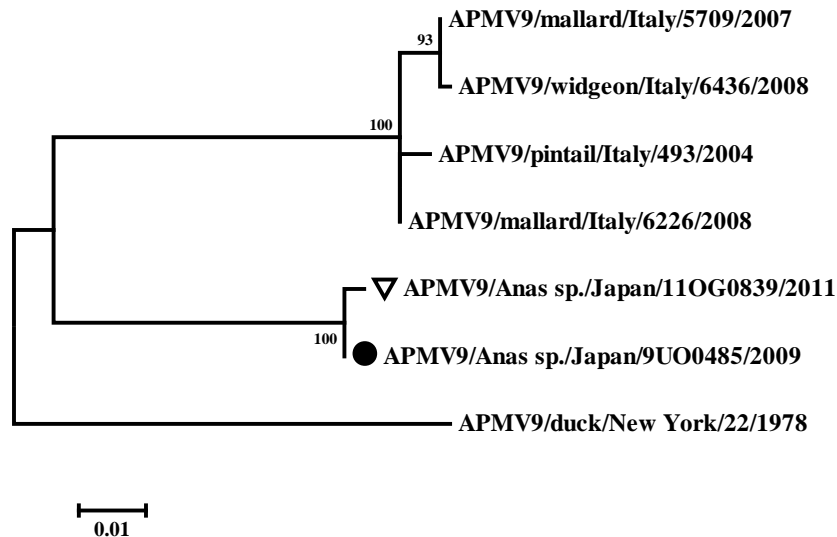 APMV9/mallard/Italy/5709/2007
93
APMV9/widgeon/Italy/6436/2008
100
APMV9/pintail/Italy/493/2004
APMV9/mallard/Italy/6226/2008
APMV9/Anas sp./Japan/11OG0839/2011
100
APMV9/Anas sp./Japan/9UO0485/2009
APMV9/duck/New York/22/1978
0.01